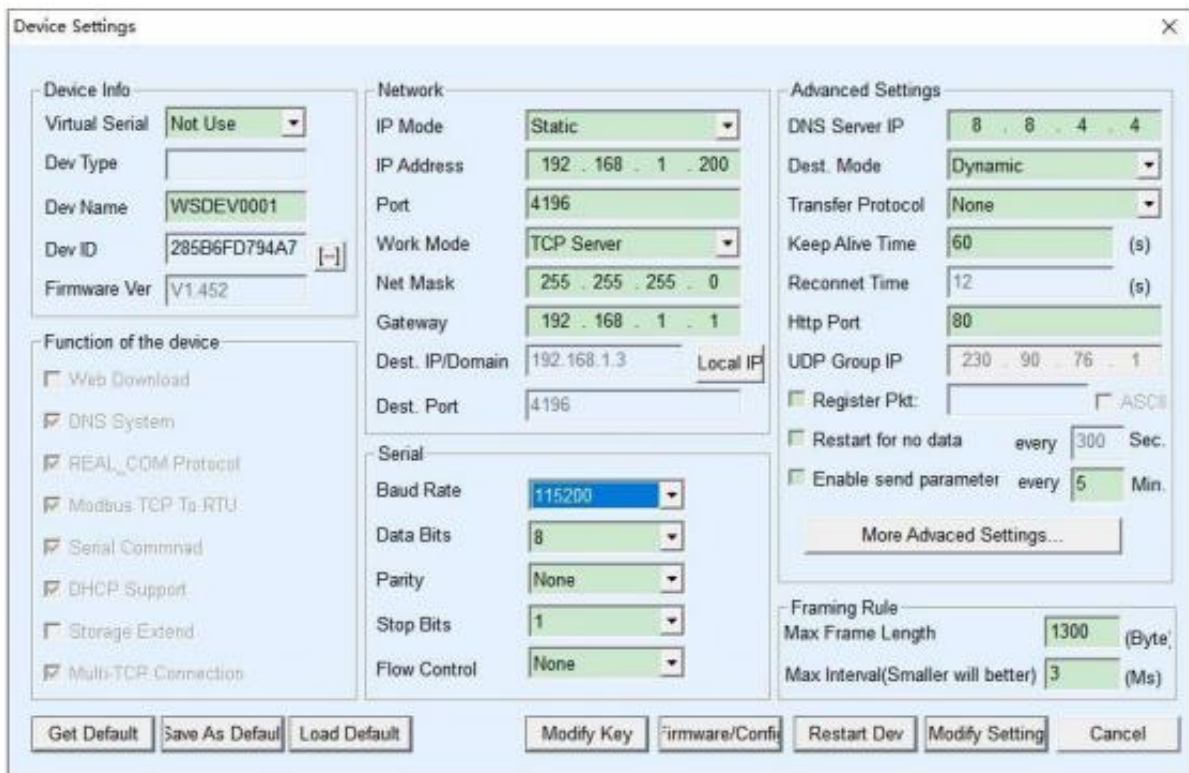 Device Settings
Device Info
Virtual Serial Not Use
Dev Type
Dev Name WSDEV0001
Dev ID 285B6FD794A7 [--]
Firmware Ver V1.452
Function of the device
Web Download
DNS System
REAL_COM Protocol
Modbus TCP To RTU
Serial Commnad
DHCP Support
Storage Extend
Multi-TCP Connection
Network
IP Mode Static
IP Address 192 . 168 . 1 . 200
Port 4196
Work Mode TCP Server
Net Mask 255 . 255 . 255 . 0
Gateway 192 . 168 . 1 . 1
Dest. IP/Domain 192.168.1.3 Local IP
Dest. Port 4196
Serial
Baud Rate 115200
Data Bits 8
Parity None
Stop Bits 1
Flow Control None
Advanced Settings
DNS Server IP 8 . 8 . 4 . 4
Dest. Mode Dynamic
Transfer Protocol None
Keep Alive Time 60 (s)
Reconnet Time 12 (s)
Http Port 80
UDP Group IP 230 . 90 . 76 . 1
Register Pkt: ASCII
Restart for no data every 300 Sec.
Enable send parameter every 5 Min.
More Advaced Settings...
Framing Rule
Max Frame Length 1300 (Byte)
Max Interval(Smaller will better) 3 (Ms)
Get Default Save As Defaul Load Default Modify Key Firmware/Config Restart Dev Modify Setting Cancel